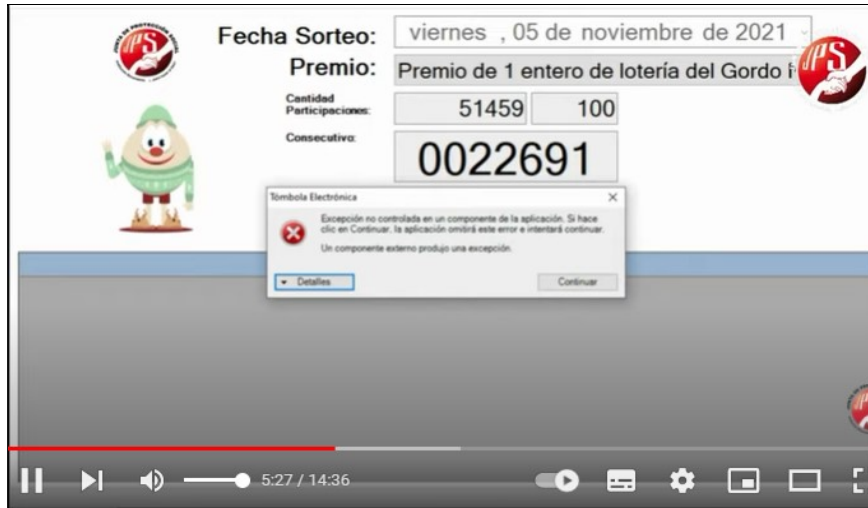 JPS
Fecha Sorteo:
viernes , 05 de noviembre de 2021
JPS
Premio:
Premio de 1 entero de lotería del Gordo
Cantidad
Participaciones:
51459
100
Consecutivo:
0022691
Tómbola Electrónica
Excepción no controlada en un componente de la aplicación. Si hace
clic en Continuar, la aplicación omitirá este error e intentará continuar.
Un componente externo produjo una excepción.
Detalles
Continuar
5:27 / 14:36